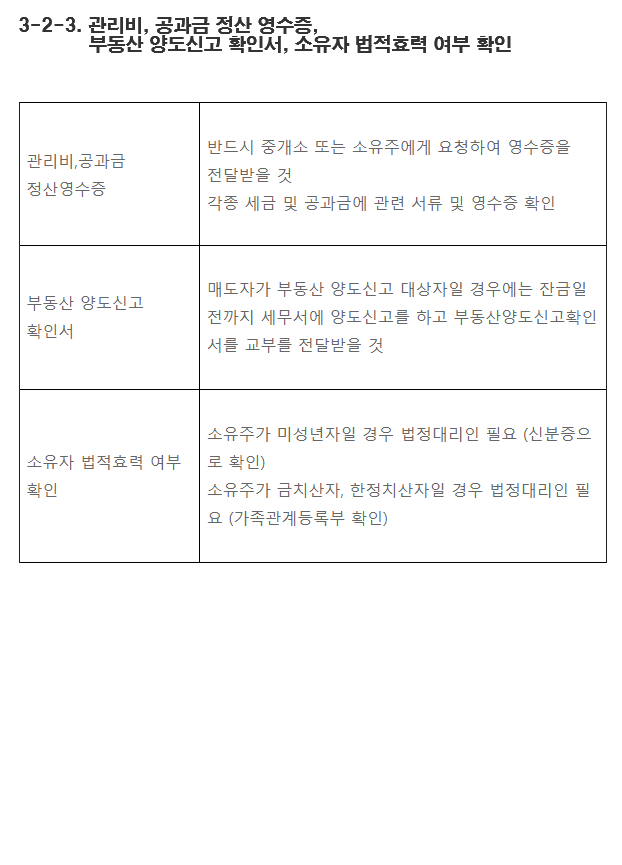 3-2-3. 관리비, 공과금 정산 영수증,
부동산 양도신고 확인서, 소유자 법적효력 여부 확인
관리비,공과금
정산영수증
반드시 중개소 또는 소유주에게 요청하여 영수증을
전달받을 것
각종 세금 및 공과금에 관련 서류 및 영수증 확인
부동산 양도신고
확인서
매도자가 부동산 양도신고 대상자일 경우에는 잔금일
전까지 세무서에 양도신고를 하고 부동산양도신고확인
서를 교부를 전달받을 것
소유자 법적효력 여부
확인
소유주가 미성년자일 경우 법정대리인 필요 (신분증으
로 확인)
소유주가 금치산자, 한정치산자일 경우 법정대리인 필
요 (가족관계등록부 확인)